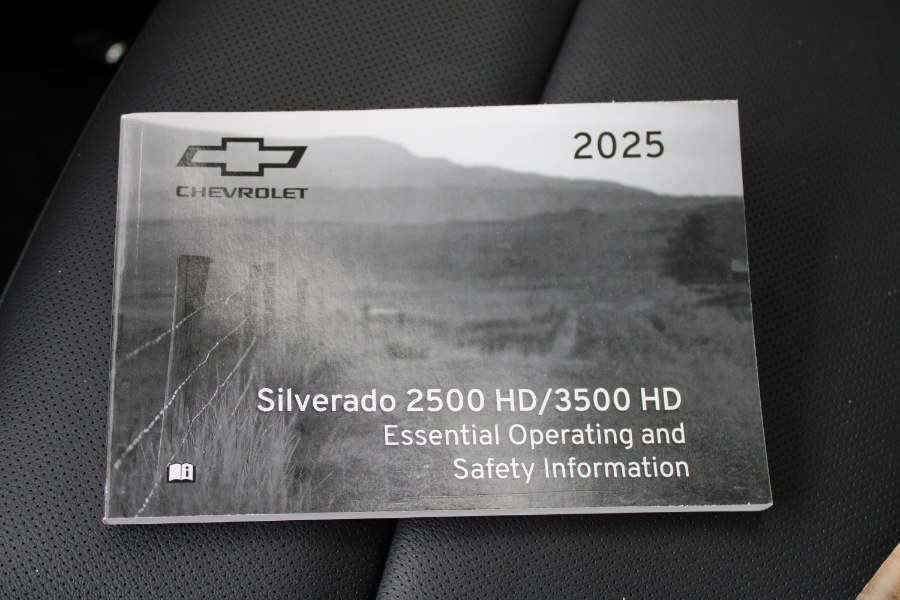 CHEVROLET
2025
Silverado 2500 HD/3500 HD
Essential Operating and
Safety Information
i